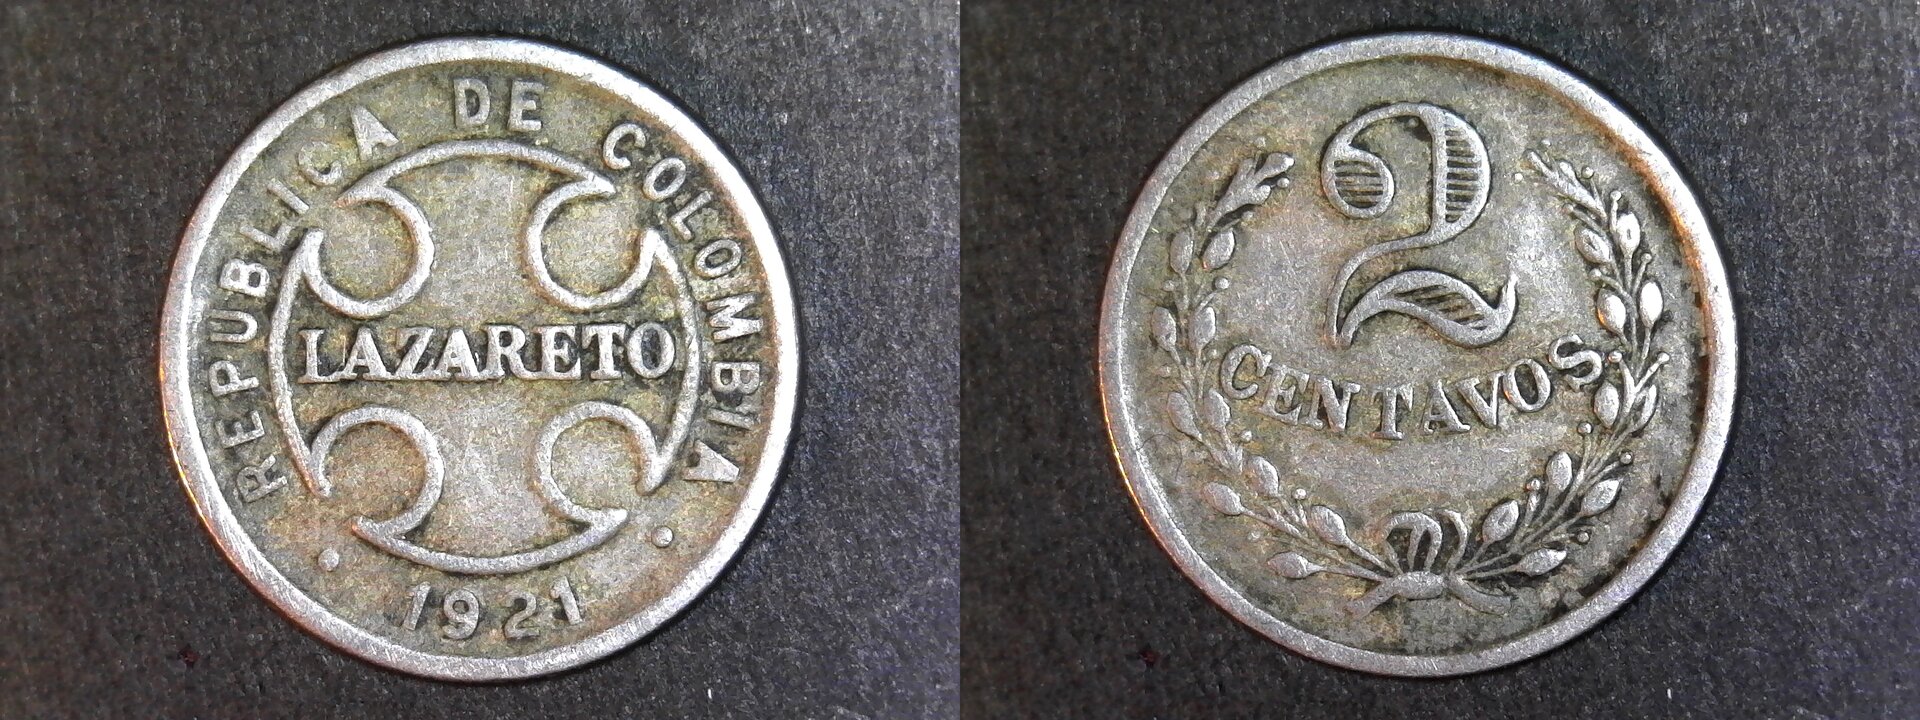 REPUBLICA DE COLOMBIA
LAZARETO
1921
2
CENTAVOS